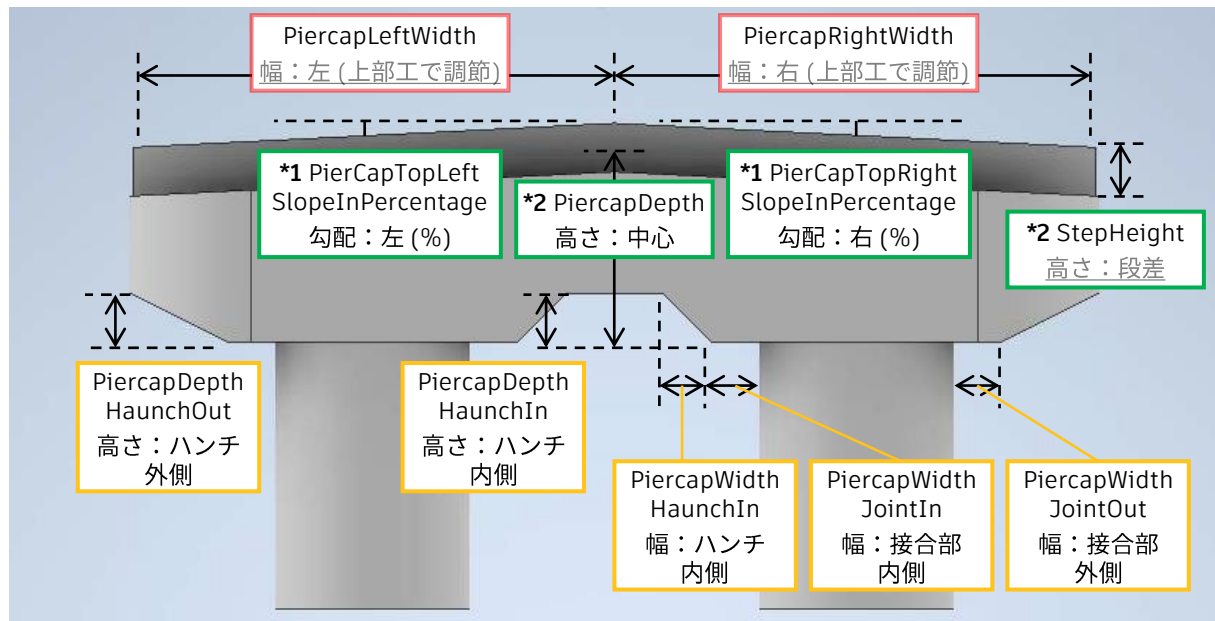 PiercapLeftWidth
幅：左 (上部工で調節)
PiercapRightWidth
幅：右 (上部工で調節)
*1 PierCapTopLeft
SlopeInPercentage
勾配：左 (%)
*2 PiercapDepth
高さ：中心
*1 PierCapTopRight
SlopeInPercentage
勾配：右 (%)
*2 StepHeight
高さ：段差
PiercapDepth
HaunchOut
高さ：ハンチ
外側
PiercapDepth
HaunchIn
高さ：ハンチ
内側
PiercapWidth
HaunchIn
幅：ハンチ
内側
PiercapWidth
JointIn
幅：接合部
内側
PiercapWidth
JointOut
幅：接合部
外側